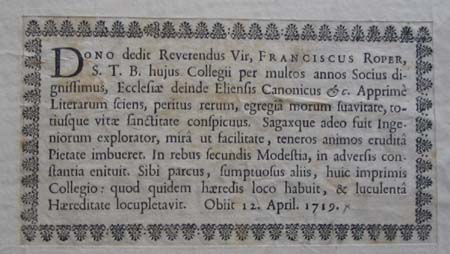 DONO dedit Reverendus Vir, FRANCISCUS ROPER,
S. T. B. hujus Collegii per multos annos Socius di-
gnissimus, Ecclesiæ deinde Eliensis Canonicus &c. Apprimè
Literarum sciens, peritus rerum, egregiâ morum suavitate, to-
tiusque vitæ sanctitate conspicuus. Sagaxque adeo fuit Inge-
niorum explorator, mirâ ut facilitate, teneros animos eruditâ
Pietate imbueret. In rebus secundis Modestia, in adversis con-
stantia enituit. Sibi parcus, sumptuosus aliis, huic imprimis
Collegio: quod quidem hæredis loco habuit, & luculentâ
Hæreditate locupletavit. Obiit 12. April. 1719.